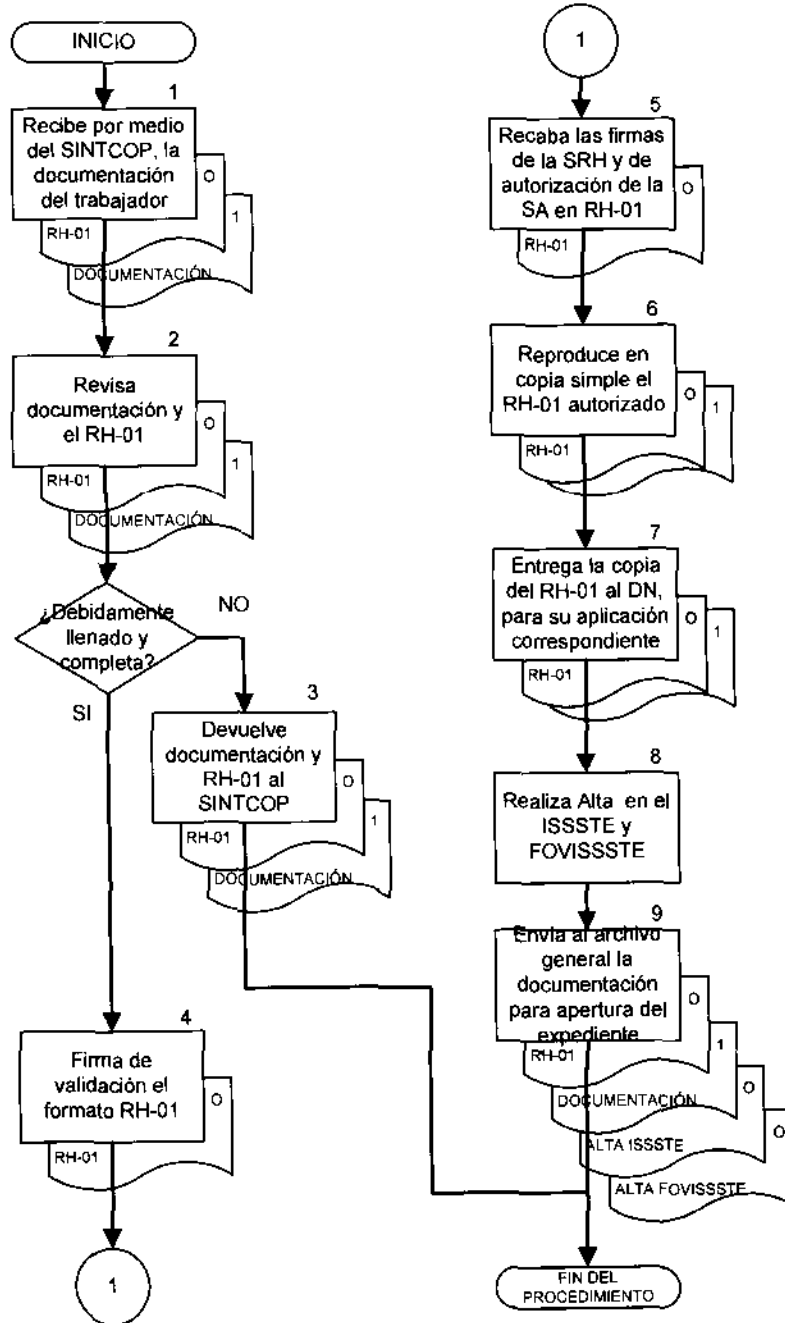 INICIO
1
Recibe por medio
del SINTCOP, la
documentación
del trabajador
O
1
RH-01
DOCUMENTACIÓN
2
Revisa
documentación y
el RH-01
O
1
RH-01
DOCUMENTACIÓN
¿Debidamente
llenado y
completa?
NO
SI
3
Devuelve
documentación y
RH-01 al
SINTCOP
O
1
RH-01
DOCUMENTACIÓN
4
Firma de
validación el
formato RH-01
O
RH-01
1
1
5
Recaba las firmas
de la SRH y de
autorización de la
SA en RH-01
O
RH-01
6
Reproduce en
copia simple el
RH-01 autorizado
O
1
RH-01
7
Entrega la copia
del RH-01 al DN,
para su aplicación
correspondiente
O
1
RH-01
8
Realiza Alta en el
ISSSTE y
FOVISSSTE
9
Envía al archivo
general la
documentación
para apertura del
expediente
O
1
O
O
RH-01
DOCUMENTACIÓN
ALTA ISSSTE
ALTA FOVISSSTE
FIN DEL
PROCEDIMIENTO